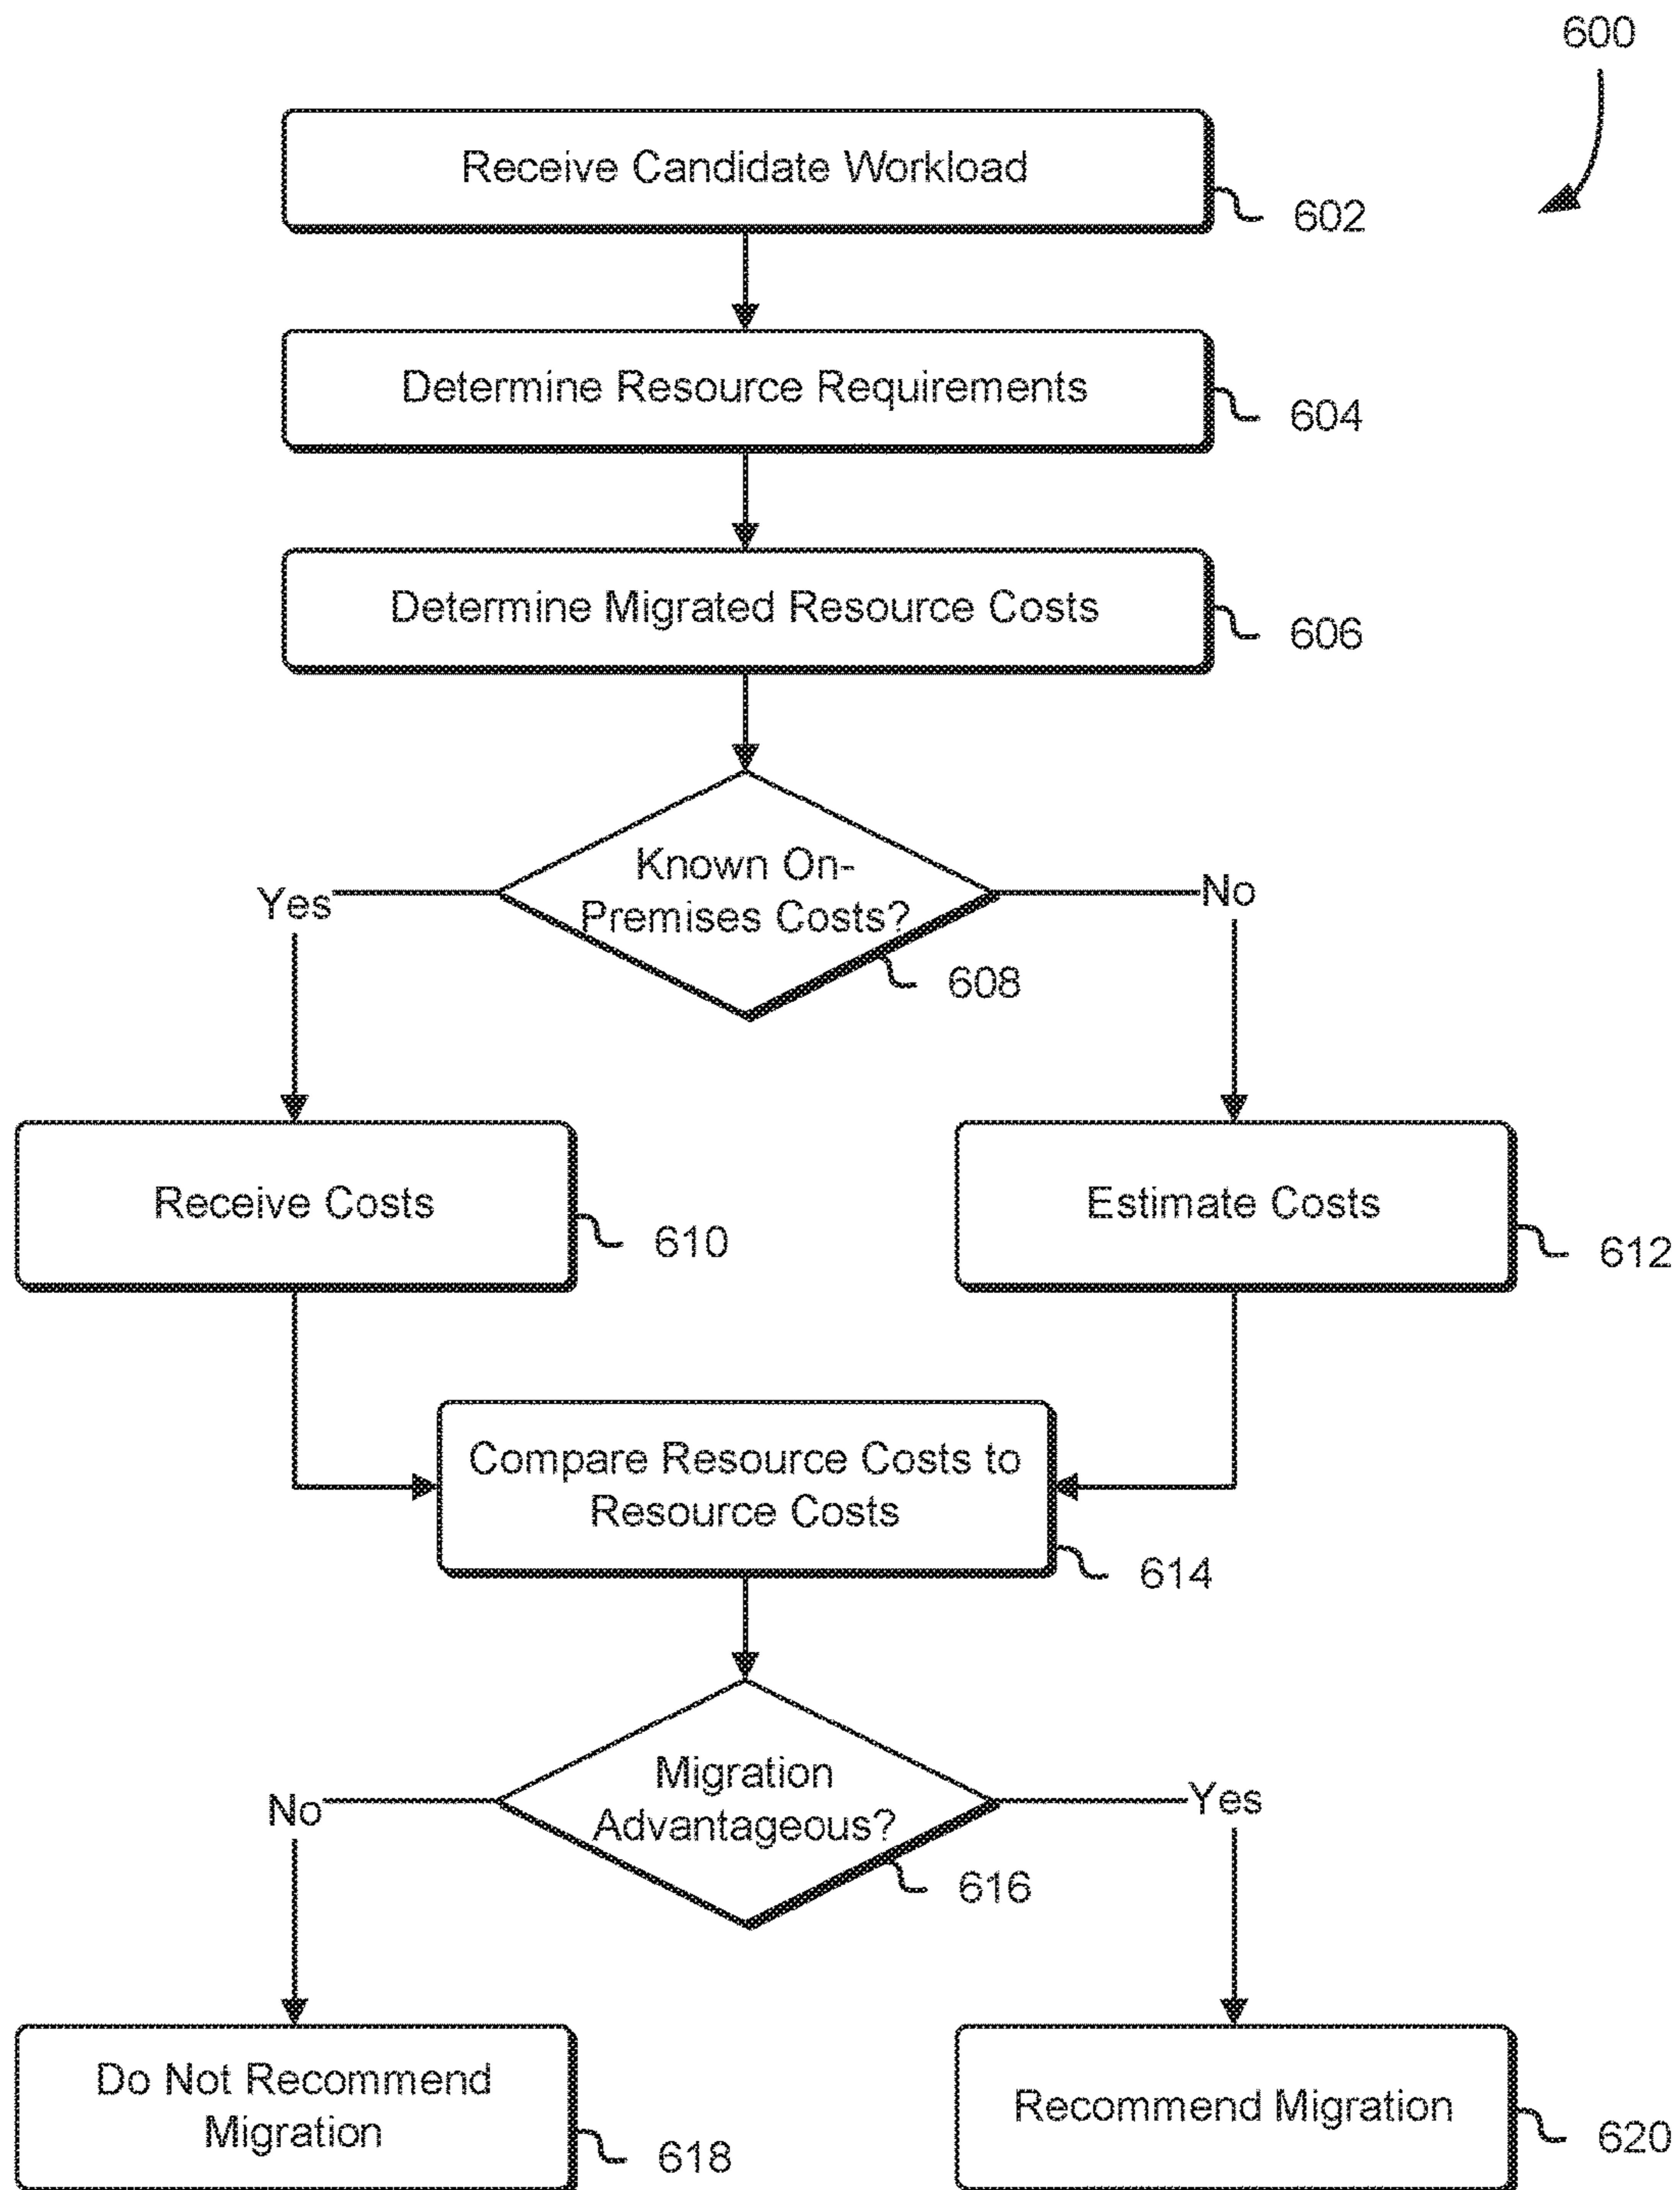 600
Receive Candidate Workload
602
Determine Resource Requirements
604
Determine Migrated Resource Costs
606
Known On-
Premises Costs?
Yes
No
608
Receive Costs
610
Estimate Costs
612
Compare Resource Costs to
Resource Costs
614
Migration
Advantageous?
No
Yes
616
Do Not Recommend
Migration
618
Recommend Migration
620